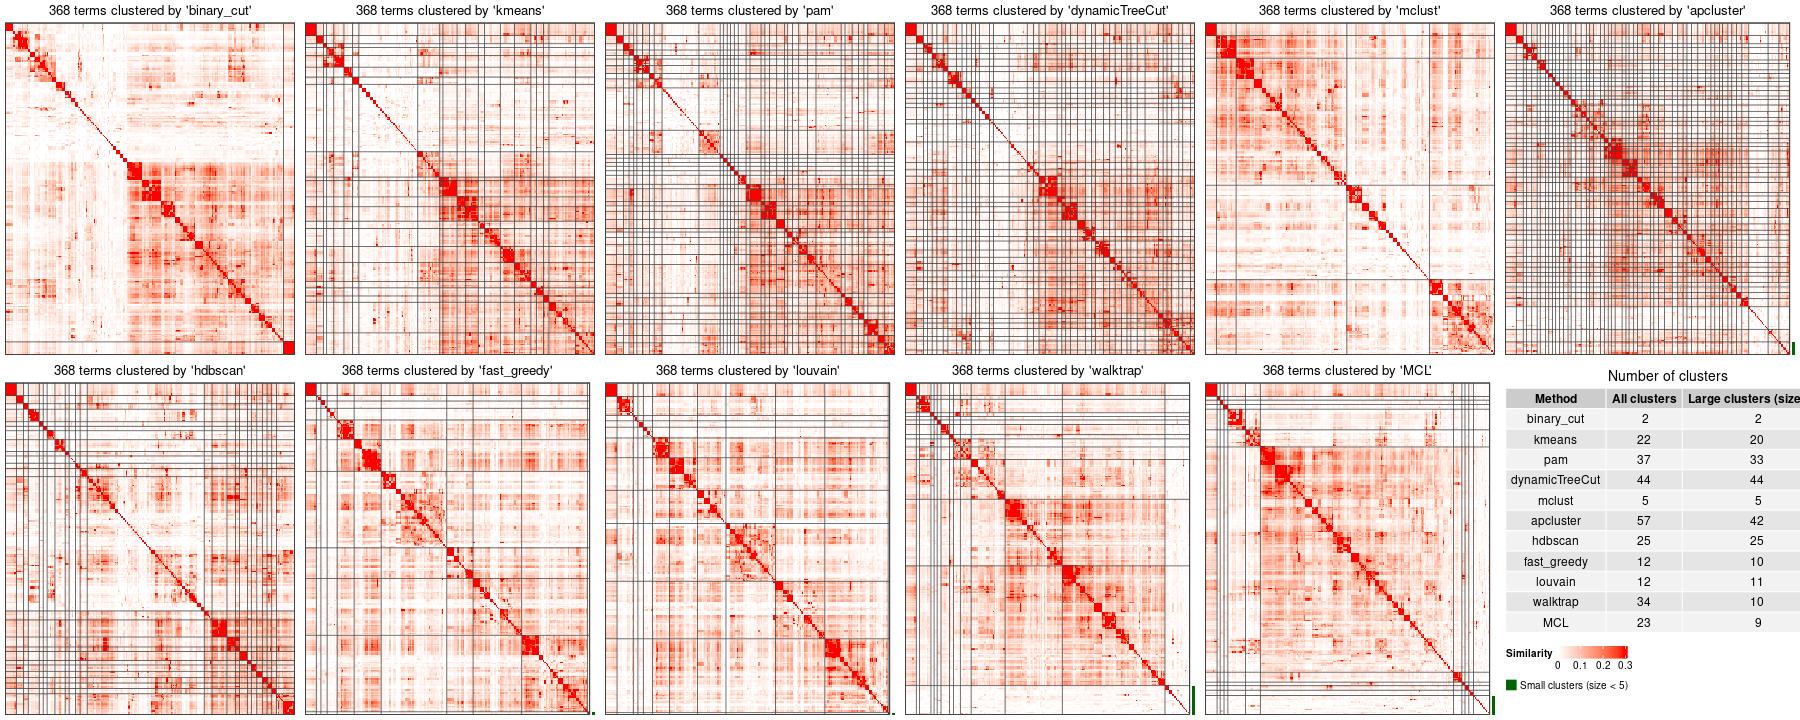 368 terms clustered by 'binary_cut'
368 terms clustered by 'kmeans'
368 terms clustered by 'pam'
368 terms clustered by 'dynamicTreeCut'
368 terms clustered by 'mclust'
368 terms clustered by 'apcluster'
368 terms clustered by 'hdbscan'
368 terms clustered by 'fast_greedy'
368 terms clustered by 'louvain'
368 terms clustered by 'walktrap'
368 terms clustered by 'MCL'
Number of clusters
Method All clusters Large clusters (size
binary_cut 2 2
kmeans 22 20
pam 37 33
dynamicTreeCut 44 44
mclust 5 5
apcluster 57 42
hdbscan 25 25
fast_greedy 12 10
louvain 12 11
walktrap 34 10
MCL 23 9
Similarity
0 0.1 0.2 0.3
Small clusters (size < 5)